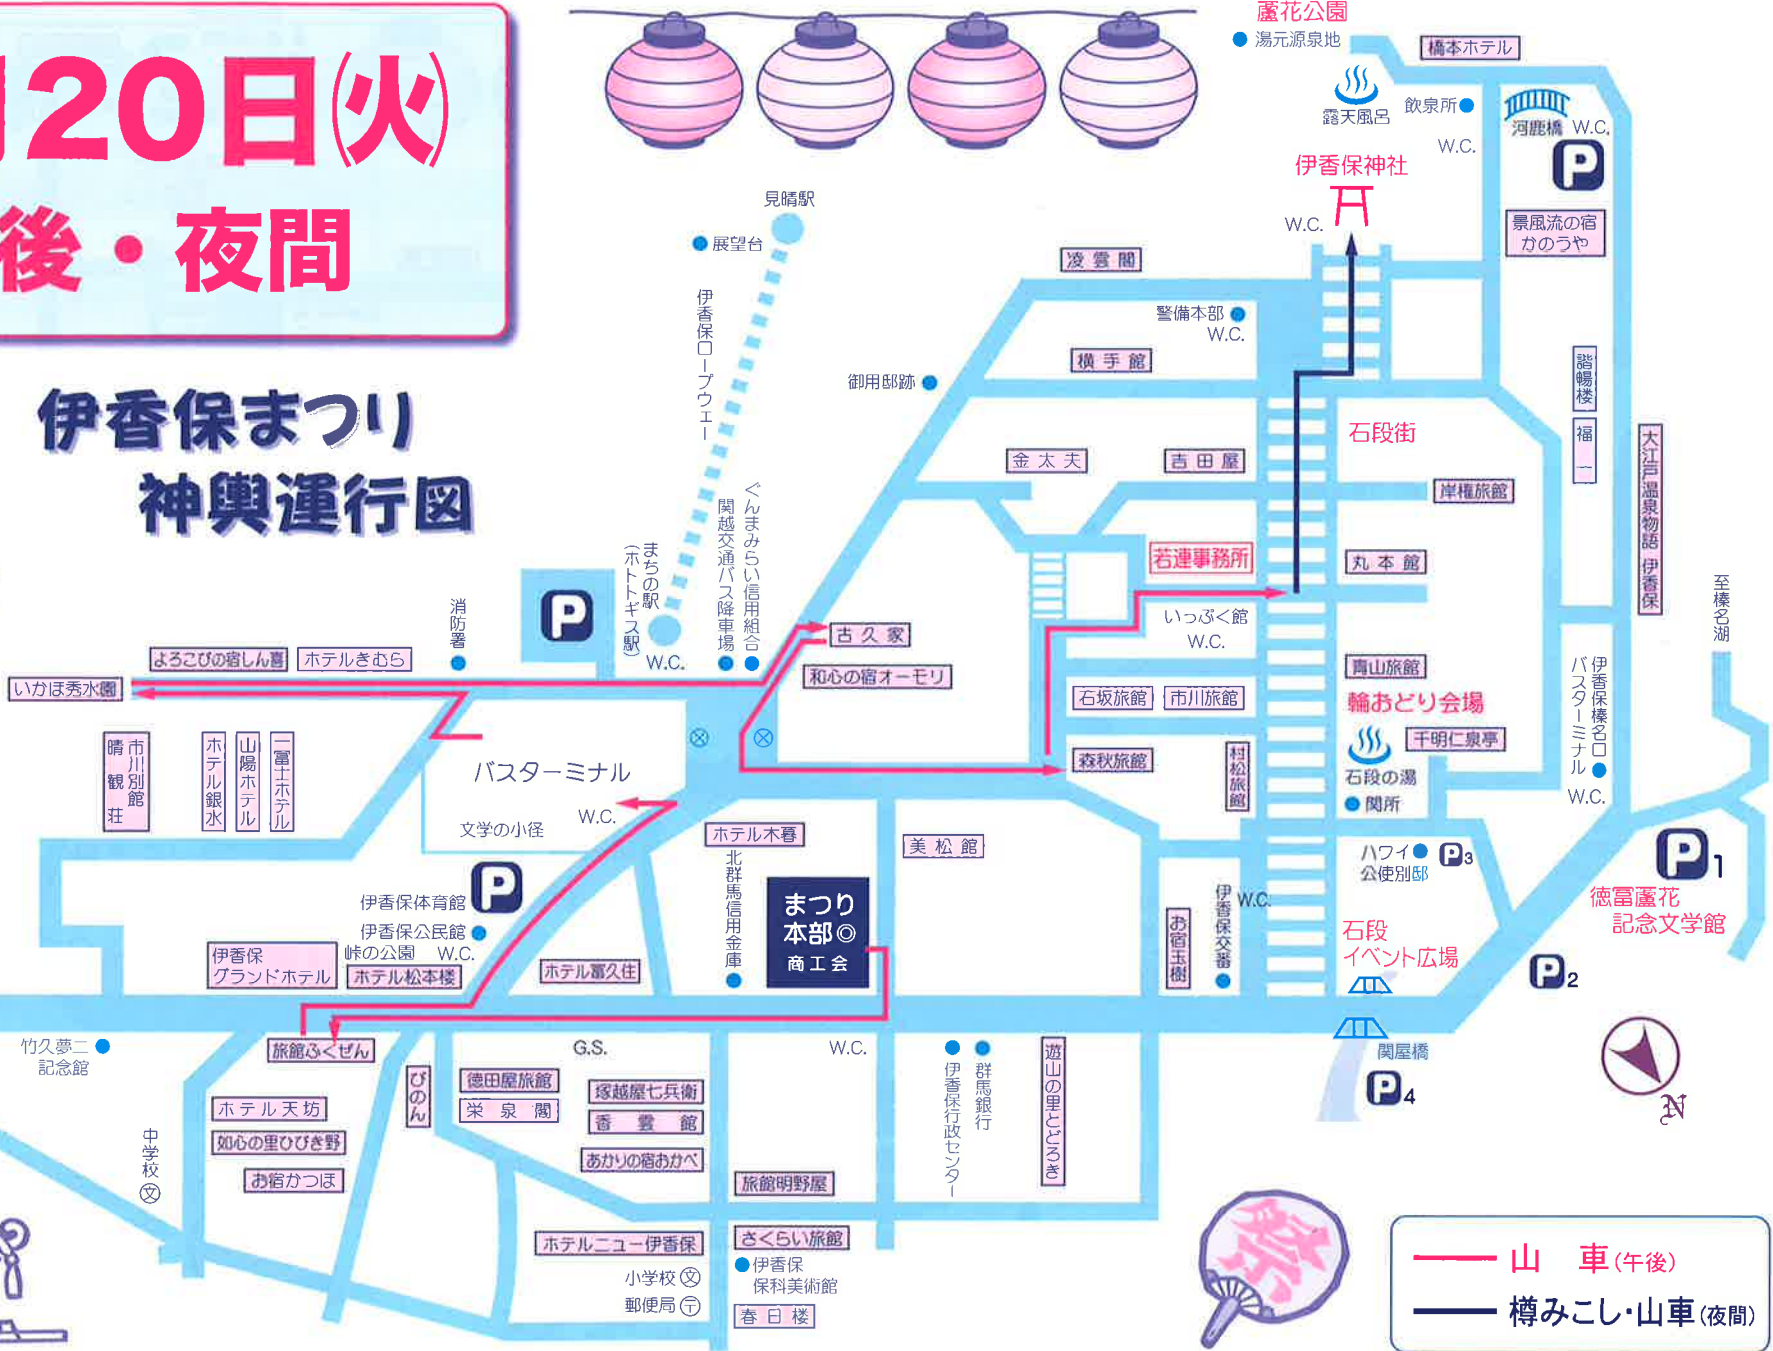 月20日(火)
後・夜間
伊香保まつり
神輿運行図
蘆花公園
湯元源泉地
橋本ホテル
露天風呂
飲泉所
W.C.
河鹿橋
W.C.
P
伊香保神社
W.C.
景風流の宿
かのうや
見晴駅
展望台
伊香保ロープウェー
凌雲閣
警備本部
W.C.
横手館
御用邸跡
石段街
諧暢楼
福一
大江戸温泉物語 伊香保
金太夫
吉田屋
岸権旅館
若連事務所
丸本館
いっぷく館
W.C.
至榛名湖
ぐんまみらい信用組合
関越交通バス降車場
まちの駅
(ホトトギス駅)
W.C.
P
消防署
よろこびの宿しん喜
ホテルきむら
いかほ秀水園
古久家
和心の宿オーモリ
石坂旅館
市川旅館
青山旅館
輪おどり会場
千明仁泉亭
石段の湯
関所
伊香保榛名口
バスターミナル
W.C.
市川別館
晴観荘
ホテル銀水
山陽ホテル
一冨士ホテル
バスターミナル
W.C.
文学の小径
森秋旅館
村松旅館
ホテル木暮
美松館
北群馬信用金庫
まつり
本部◎
商工会
ハワイ
公使別邸
P3
P1
徳冨蘆花
記念文学館
P
伊香保体育館
伊香保公民館
峠の公園 W.C.
伊香保
グランドホテル
ホテル松本楼
ホテル富久住
お宿玉樹
伊香保交番
W.C.
石段
イベント広場
P2
竹久夢二
記念館
旅館ふくぜん
ぴのん
G.S.
W.C.
徳田屋旅館
栄泉閣
塚越屋七兵衛
香雲館
あかりの宿おかべ
伊香保行政センター
群馬銀行
遊山の里とどろき
関屋橋
P4
N
ホテル天坊
如心の里ひびき野
お宿かつほ
中学校 文
旅館明野屋
ホテルニュー伊香保
さくらい旅館
伊香保
保科美術館
小学校 文
郵便局 〒
春日楼
祭
山 車(午後)
樽みこし・山車(夜間)